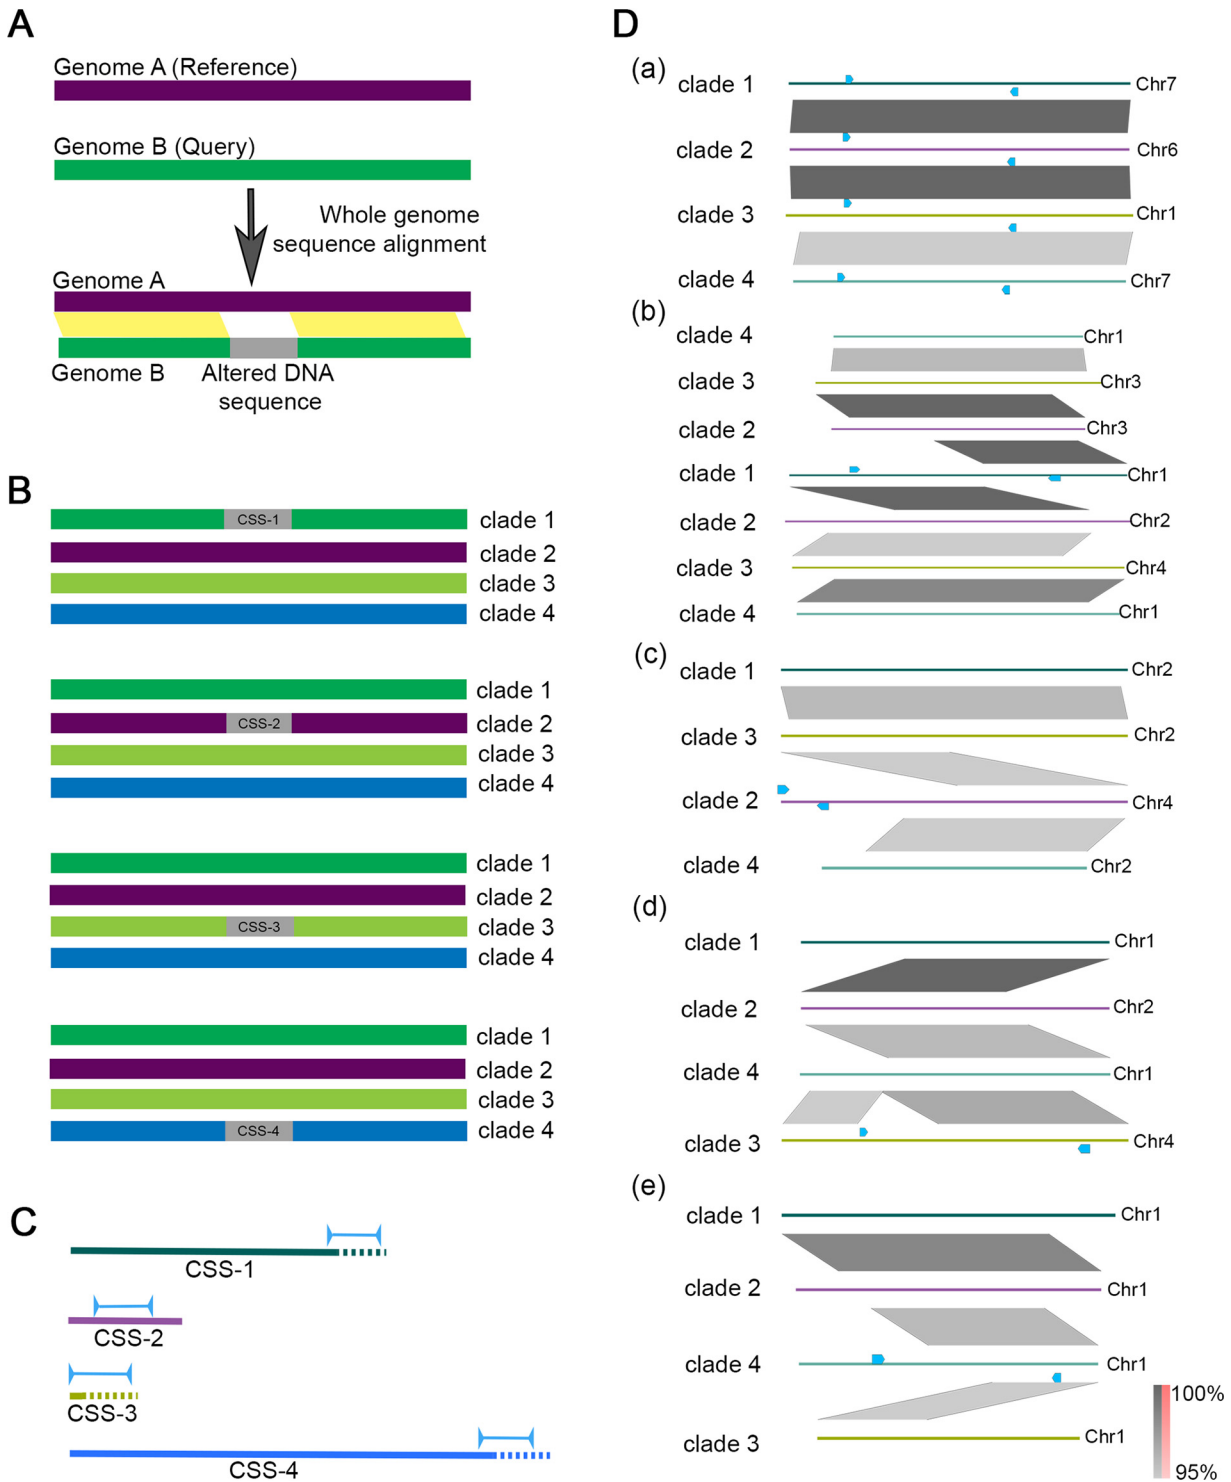 A
Genome A (Reference)
Genome B (Query)
Whole genome
sequence alignment
Genome A
Genome B
Altered DNA
sequence
B
CSS-1
clade 1
clade 2
clade 3
clade 4
clade 1
CSS-2
clade 2
clade 3
clade 4
clade 1
clade 2
CSS-3
clade 3
clade 4
clade 1
clade 2
clade 3
CSS-4
clade 4
C
CSS-1
CSS-2
CSS-3
CSS-4
D
(a)
clade 1 Chr7
clade 2 Chr6
clade 3 Chr1
clade 4 Chr7
(b)
clade 4 Chr1
clade 3 Chr3
clade 2 Chr3
clade 1 Chr1
clade 2 Chr2
clade 3 Chr4
clade 4 Chr1
(c)
clade 1 Chr2
clade 3 Chr2
clade 2 Chr4
clade 4 Chr2
(d)
clade 1 Chr1
clade 2 Chr2
clade 4 Chr1
clade 3 Chr4
(e)
clade 1 Chr1
clade 2 Chr1
clade 4 Chr1
clade 3 Chr1
100%
95%